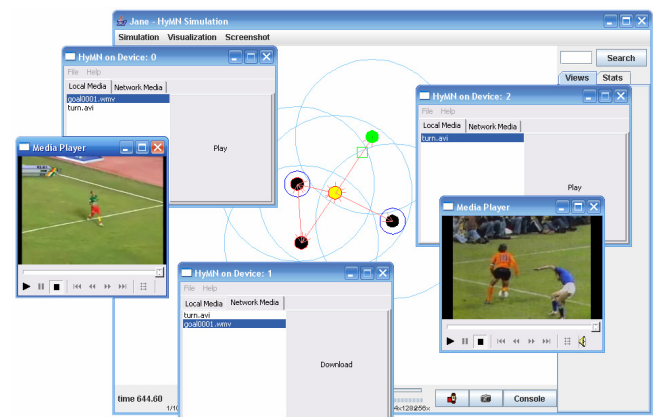 Jane - HyMN Simulation
Simulation Visualization Screenshot
Search
Views Stats
HyMN on Device: 0
File Help
Local Media Network Media
goal0001.wmv
turn.avi
Play
Media Player
HyMN on Device: 2
File Help
Local Media Network Media
turn.avi
Play
Media Player
HyMN on Device: 1
File Help
Local Media Network Media
turn.avi
goal0001.wmv
Download
time 644.60
Console